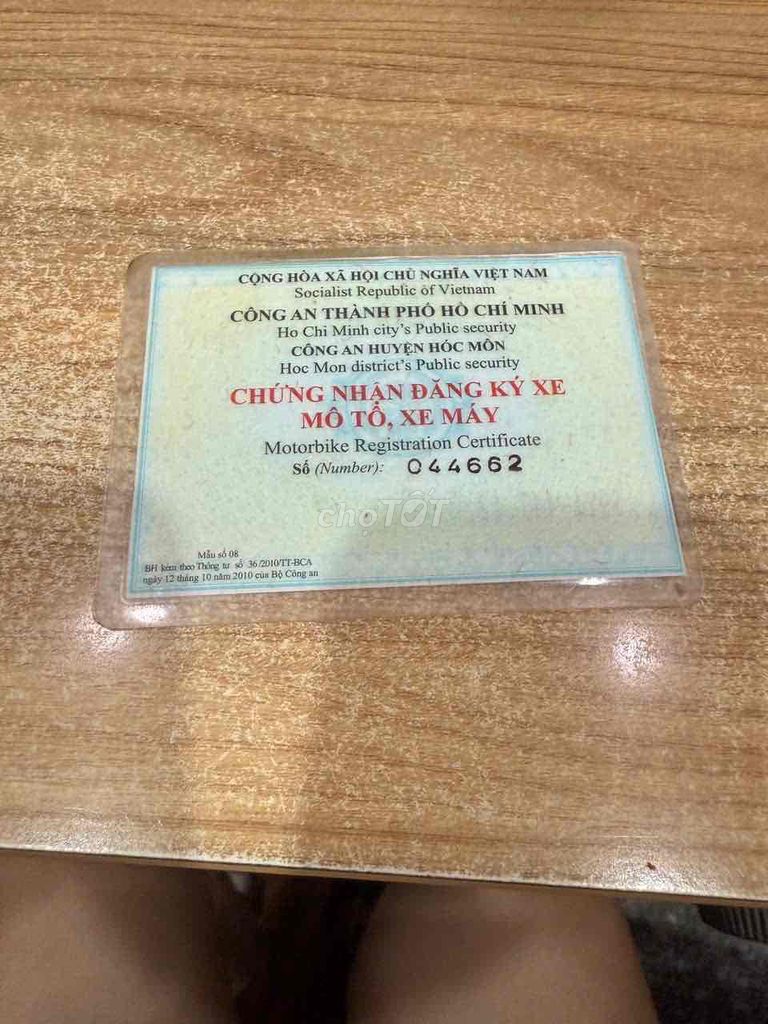 CỘNG HÒA XÃ HỘI CHỦ NGHĨA VIỆT NAM
Socialist Republic of Vietnam
CÔNG AN THÀNH PHỐ HỒ CHÍ MINH
Ho Chi Minh city's Public security
CÔNG AN HUYỆN HÓC MÔN
Hoc Mon district's Public security
CHỨNG NHẬN ĐĂNG KÝ XE
MÔ TÔ, XE MÁY
Motorbike Registration Certificate
Số (Number): 044662
choTỐT
Mẫu số 08
BH kèm theo Thông tư số 36/2010/TT-BCA
ngày 12 tháng 10 năm 2010 của Bộ Công an